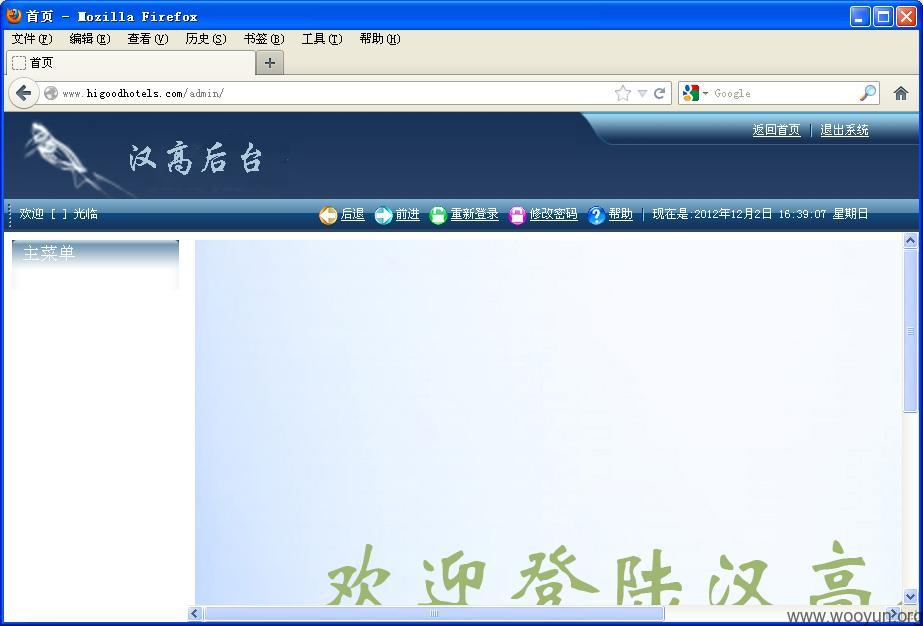 首页 - Mozilla Firefox
文件(F) 编辑(E) 查看(V) 历史(S) 书签(B) 工具(T) 帮助(H)
首页
www.higoodhotels.com/admin/ Google
返回首页 | 退出系统
汉高后台
欢迎 [ ] 光临 后退 前进 重新登录 修改密码 帮助 | 现在是:2012年12月2日 16:39:07 星期日
主菜单
欢迎登陆汉高
www.wooyun.org